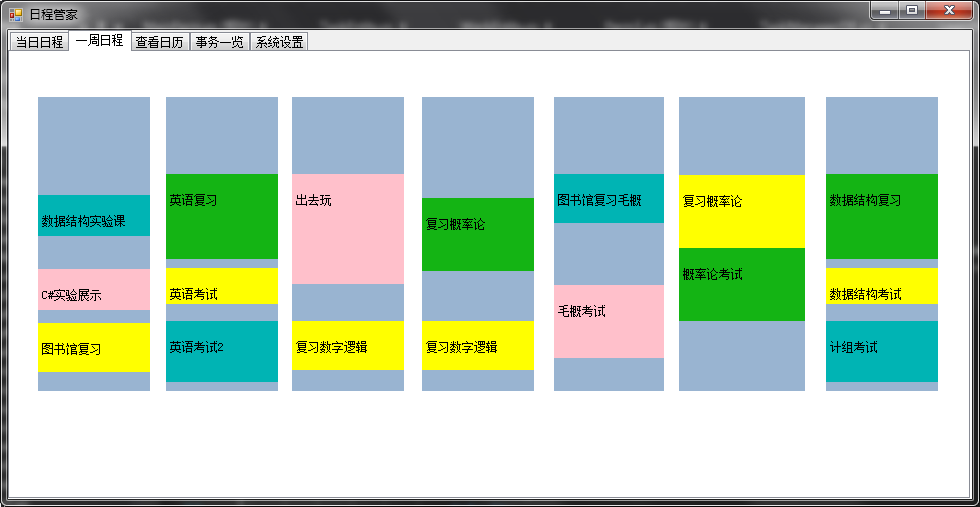 日程管家
当日日程 一周日程 查看日历 事务一览 系统设置
数据结构实验课
C#实验展示
图书馆复习
英语复习
英语考试
英语考试2
出去玩
复习数字逻辑
复习概率论
复习数字逻辑
图书馆复习毛概
毛概考试
复习概率论
概率论考试
数据结构复习
数据结构考试
计组考试